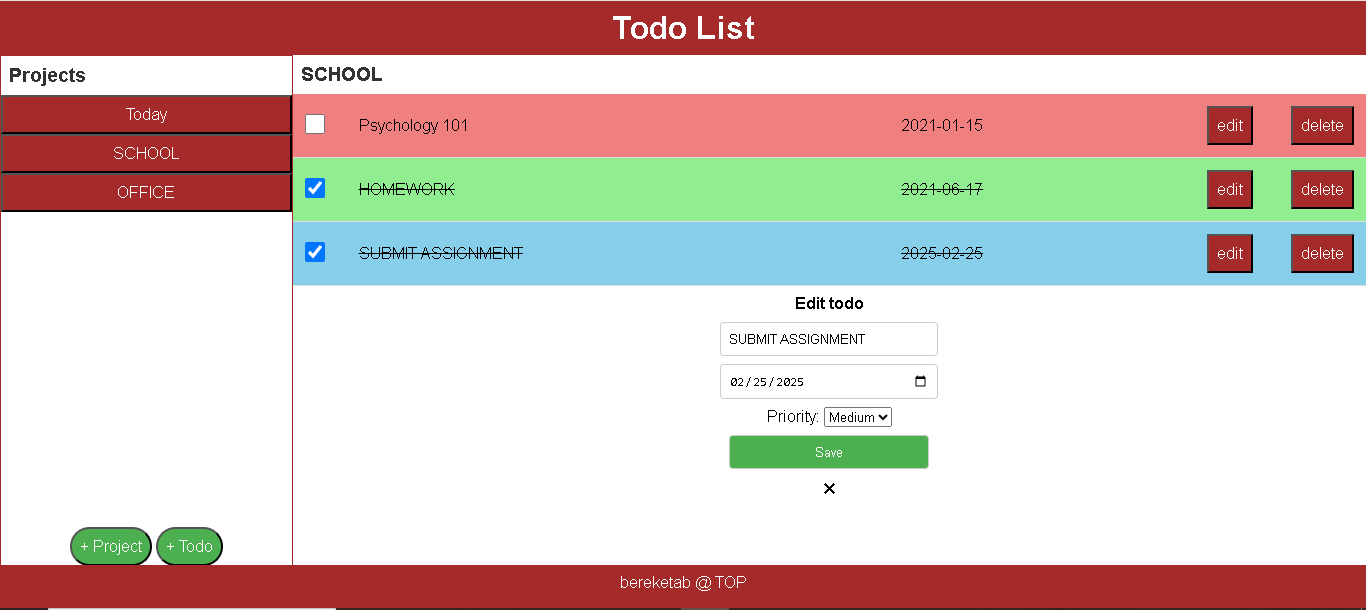 Todo List
Projects
Today
SCHOOL
OFFICE
+ Project + Todo
SCHOOL
Psychology 101 2021-01-15 edit delete
HOMEWORK 2021-06-17 edit delete
SUBMIT ASSIGNMENT 2025-02-25 edit delete
Edit todo
SUBMIT ASSIGNMENT
02/25/2025
Priority: Medium
Save
×
bereketab @ TOP